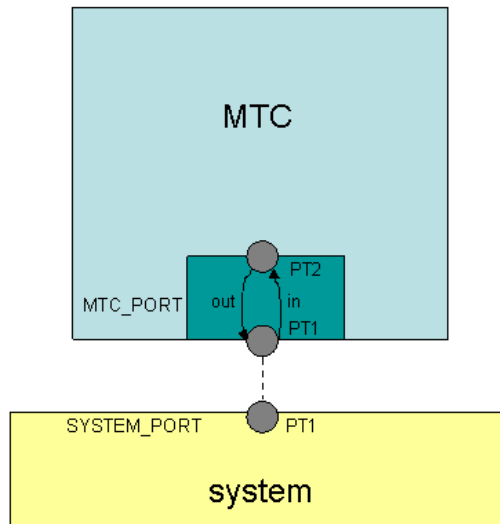 MTC
PT2
out in
MTC_PORT
PT1
SYSTEM_PORT PT1
system